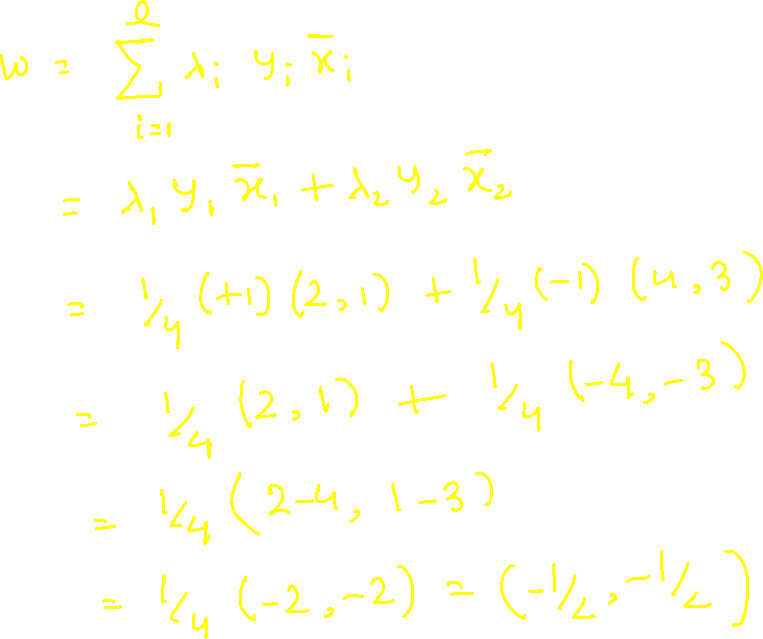 w = ∑_{i=1}^{l} λ_i y_i x̄_i
= λ_1 y_1 x̄_1 + λ_2 y_2 x̄_2
= 1/4 (+1) (2,1) + 1/4 (-1) (4,3)
= 1/4 (2,1) + 1/4 (-4,-3)
= 1/4 (2-4, 1-3)
= 1/4 (-2,-2) = (-1/2,-1/2)